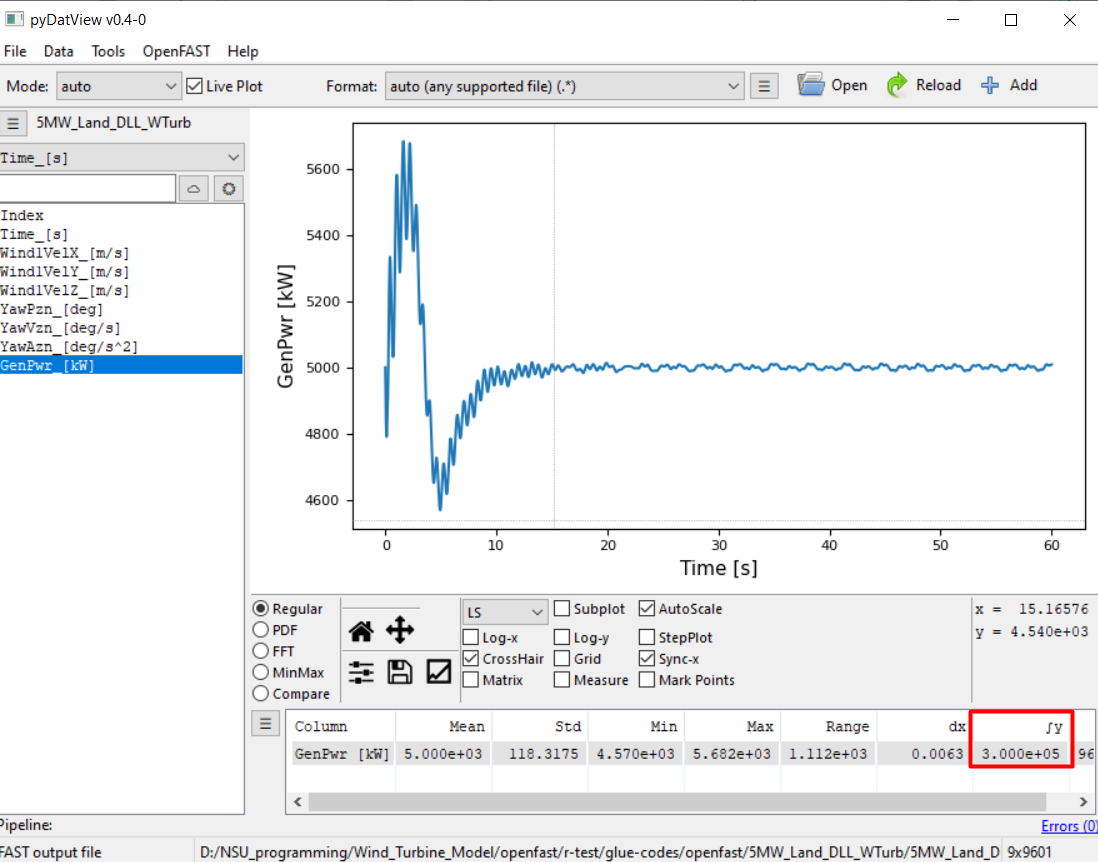 pyDatView v0.4-0
File Data Tools OpenFAST Help
Mode: auto Live Plot Format: auto (any supported file) (.*) Open Reload Add
5MW_Land_DLL_WTurb
Time_[s]
Index
Time_[s]
Wind1VelX_[m/s]
Wind1VelY_[m/s]
Wind1VelZ_[m/s]
YawPzn_[deg]
YawVzn_[deg/s]
YawAzn_[deg/s^2]
GenPwr_[kW]
GenPwr [kW]
5600
5400
5200
5000
4800
4600
0 10 20 30 40 50 60
Time [s]
Regular
PDF
FFT
MinMax
Compare
LS Subplot AutoScale
Log-x Log-y StepPlot
CrossHair Grid Sync-x
Matrix Measure Mark Points
x = 15.16576
y = 4.540e+03
Column Mean Std Min Max Range dx ∫y
GenPwr [kW] 5.000e+03 118.3175 4.570e+03 5.682e+03 1.112e+03 0.0063 3.000e+05 96
Pipeline:
Errors (0)
FAST output file D:/NSU_programming/Wind_Turbine_Model/openfast/r-test/glue-codes/openfast/5MW_Land_DLL_WTurb/5MW_Land_D 9x9601